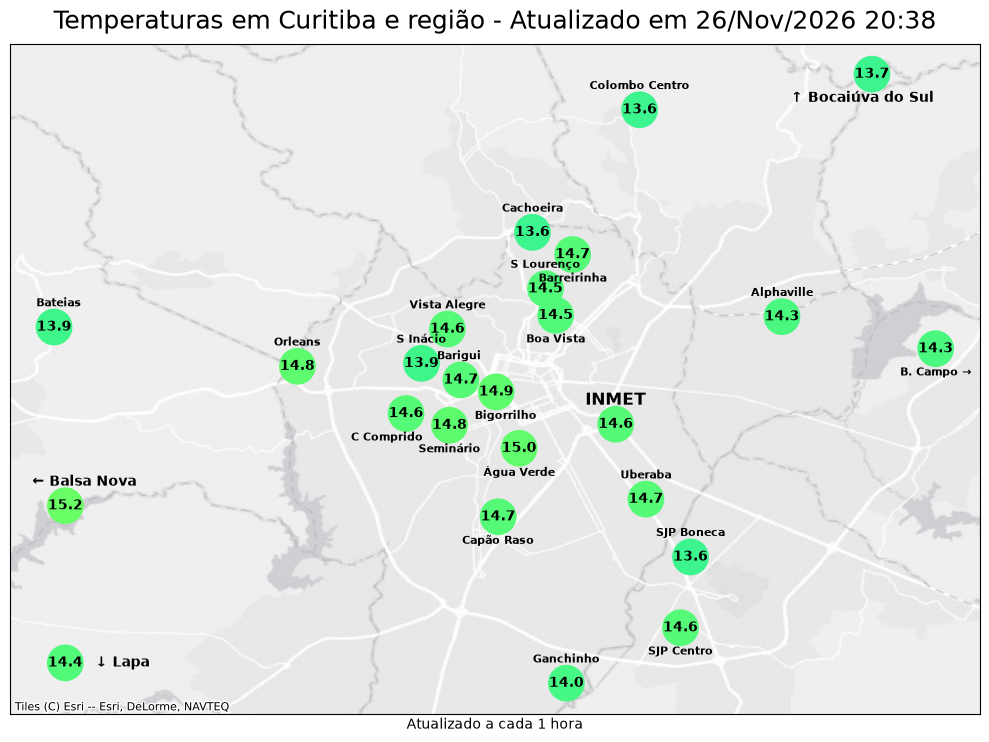 Temperaturas em Curitiba e região - Atualizado em 26/Nov/2026 20:38
13.7
↑ Bocaiúva do Sul
Colombo Centro
13.6
Cachoeira
13.6
14.7
S Lourenço
Barreirinha
14.5
14.5
Boa Vista
Alphaville
14.3
14.3
B. Campo →
Bateias
13.9
Vista Alegre
14.6
Orleans
14.8
S Inácio
13.9
Barigui
14.7
14.9
Bigorrilho
14.6
C Comprido
14.8
Seminário
INMET
14.6
15.0
Água Verde
← Balsa Nova
15.2
Uberaba
14.7
14.7
Capão Raso
SJP Boneca
13.6
14.6
SJP Centro
14.4
↓ Lapa
Ganchinho
14.0
Tiles (C) Esri -- Esri, DeLorme, NAVTEQ
Atualizado a cada 1 hora